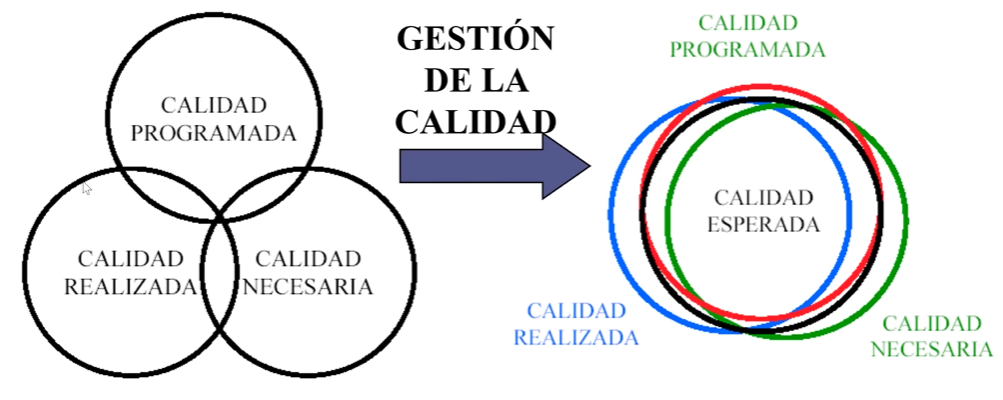 CALIDAD
PROGRAMADA
CALIDAD
REALIZADA
CALIDAD
NECESARIA
GESTIÓN
DE LA
CALIDAD
CALIDAD
PROGRAMADA
CALIDAD
ESPERADA
CALIDAD
REALIZADA
CALIDAD
NECESARIA